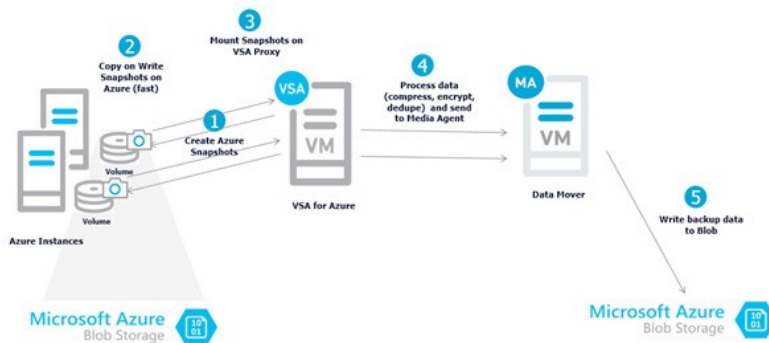 3
Mount Snapshots on
VSA Proxy
2
Copy on Write
Snapshots on
Azure (fast)
4
Process data
(compress, encrypt,
dedupe) and send
to Media Agent
VSA
MA
1
Create Azure
Snapshots
VM
VM
Volume
Volume
VSA for Azure
Data Mover
5
Write backup data
to Blob
Azure Instances
Microsoft Azure
Blob Storage
10
01
Microsoft Azure
Blob Storage
10
01